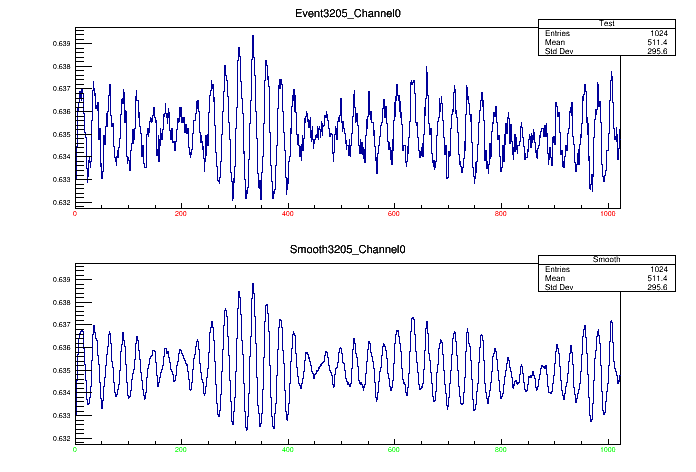 Event3205_Channel0
Test
Entries 1024
Mean 511.4
Std Dev 295.6
0.639
0.638
0.637
0.636
0.635
0.634
0.633
0.632
0 200 400 600 800 1000
Smooth3205_Channel0
Smooth
Entries 1024
Mean 511.4
Std Dev 295.6
0.639
0.638
0.637
0.636
0.635
0.634
0.633
0.632
0 200 400 600 800 1000